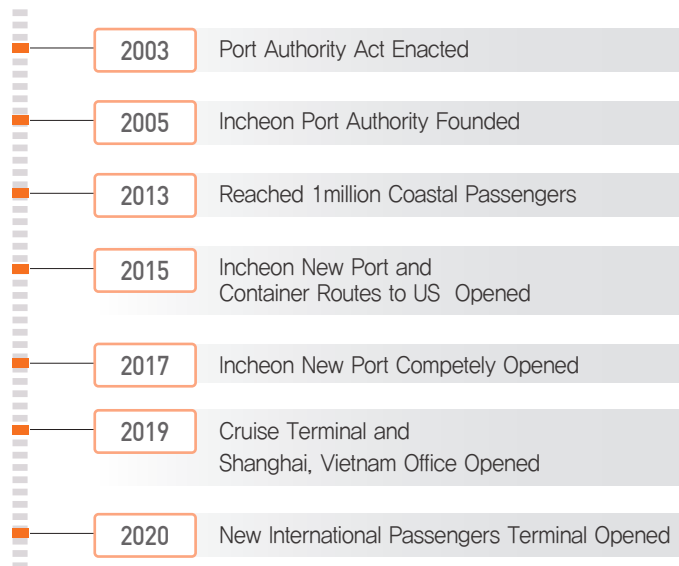 2003 Port Authority Act Enacted
2005 Incheon Port Authority Founded
2013 Reached 1million Coastal Passengers
2015 Incheon New Port and
Container Routes to US Opened
2017 Incheon New Port Competely Opened
2019 Cruise Terminal and
Shanghai, Vietnam Office Opened
2020 New International Passengers Terminal Opened